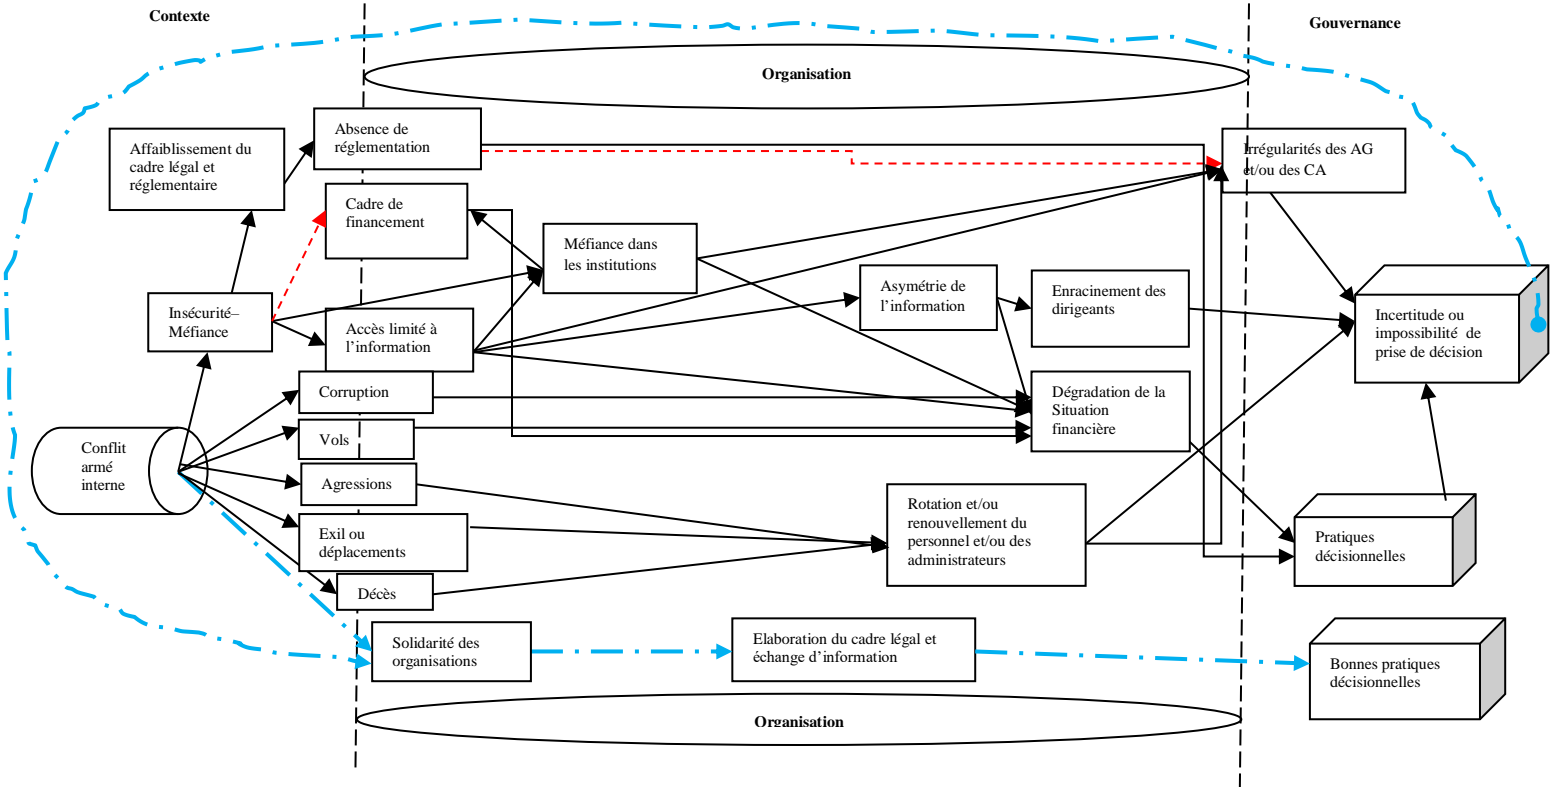 Contexte
Gouvernance
Organisation
Absence de
réglementation
Affaiblissement du
cadre légal et
réglementaire
Irrégularités des AG
et/ou des CA
Cadre de
financement
Méfiance dans
les institutions
Asymétrie de
l’information
Enracinement des
dirigeants
Insécurité–
Méfiance
Accès limité à
l’information
Incertitude ou
impossibilité de
prise de décision
Corruption
Dégradation de la
Situation
financière
Vols
Conflit
armé
interne
Agressions
Rotation et/ou
renouvellement du
personnel et/ou des
administrateurs
Exil ou
déplacements
Pratiques
décisionnelles
Décès
Solidarité des
organisations
Elaboration du cadre légal et
échange d’information
Bonnes pratiques
décisionnelles
Organisation